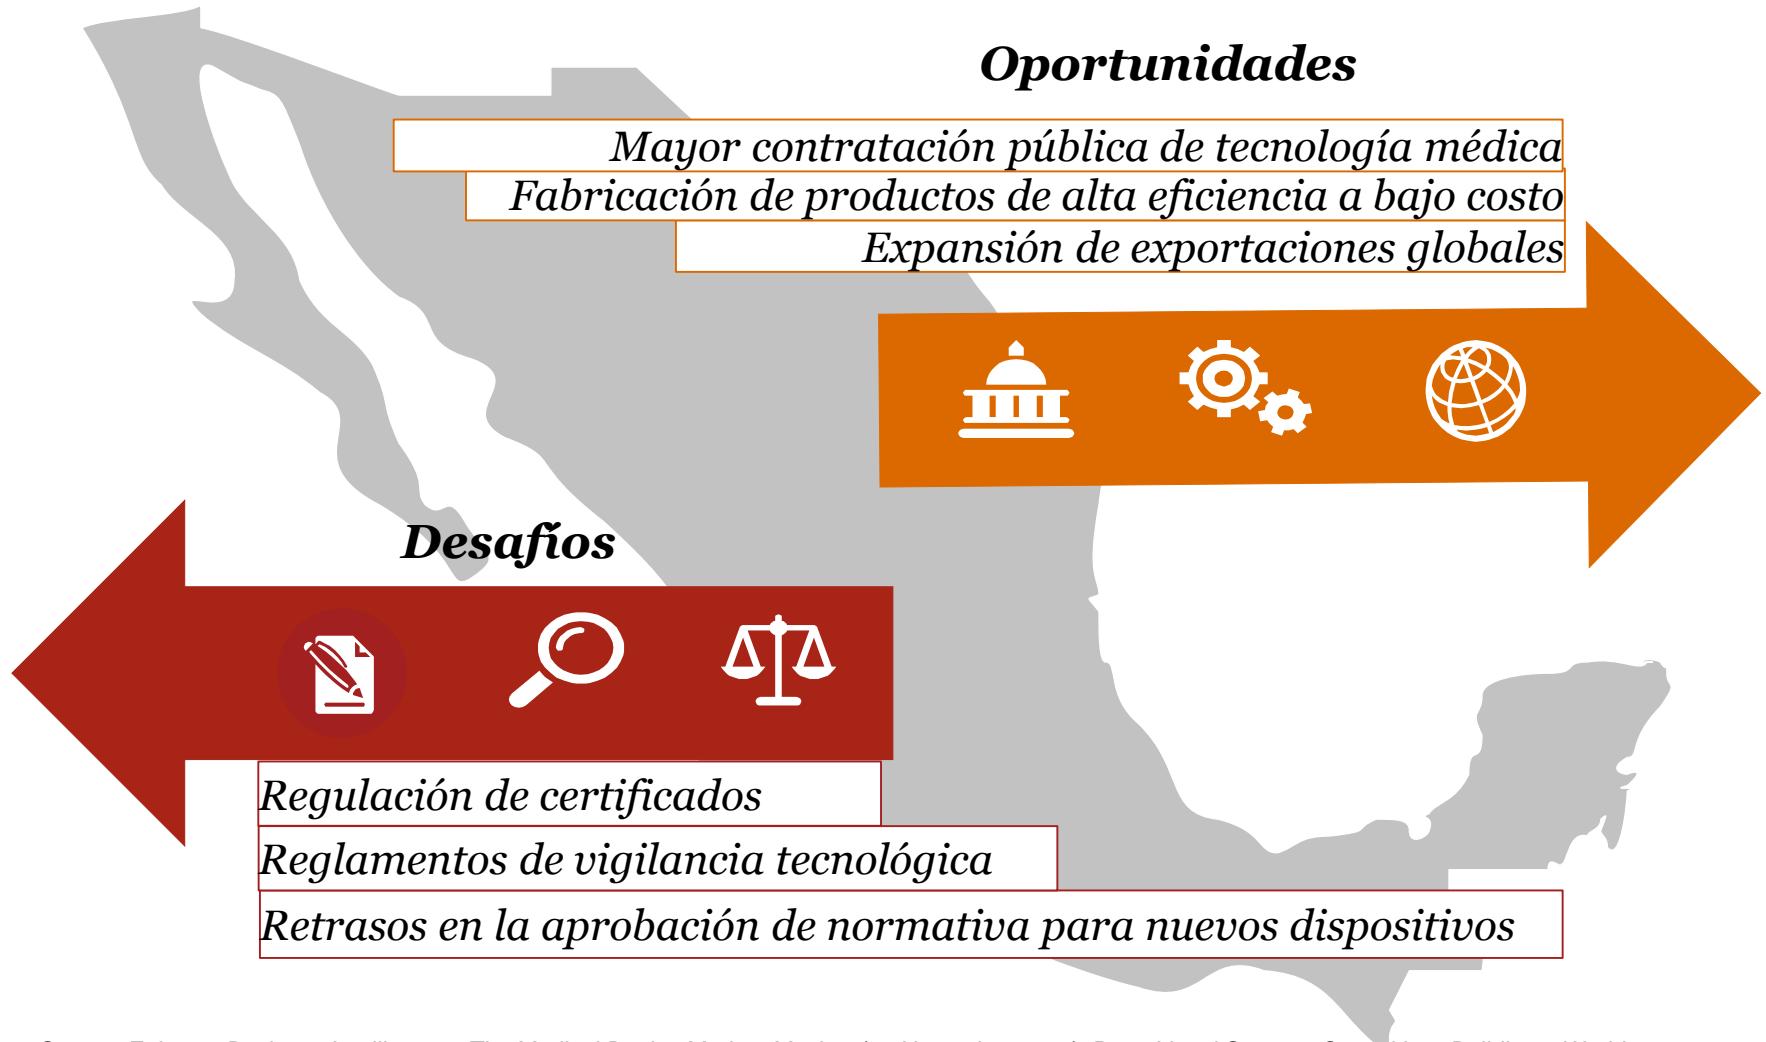 Oportunidades
Mayor contratación pública de tecnología médica
Fabricación de productos de alta eficiencia a bajo costo
Expansión de exportaciones globales
Desafíos
Regulación de certificados
Reglamentos de vigilancia tecnológica
Retrasos en la aprobación de normativa para nuevos dispositivos